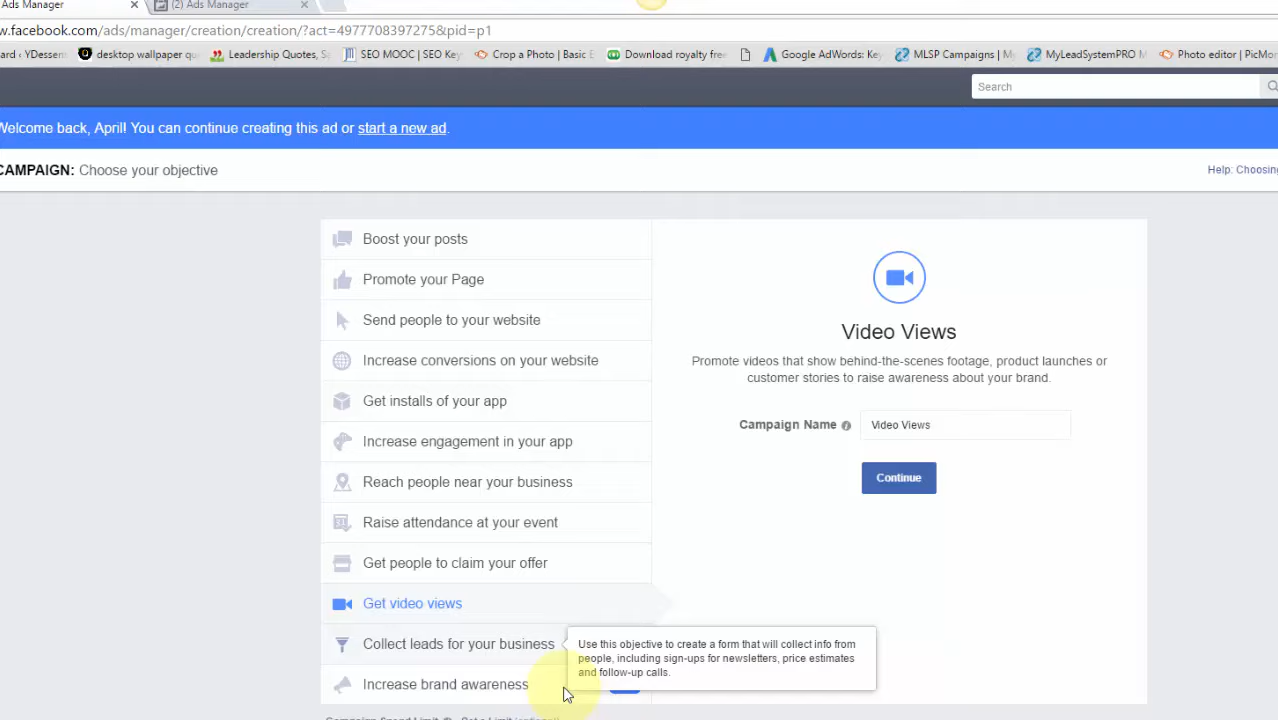 Ads Manager
(2) Ads Manager
w.facebook.com/ads/manager/creation/creation/?act=49777083972758&pid=p1
ard ‹ YDessem
desktop wallpaper qu
Leadership Quotes, S
SEO MOOC | SEO Key
Crop a Photo | Basic E
Download royalty free
Google AdWords: Key
MLSP Campaigns | My
MyLeadSystemPRO M
Photo editor | PicMon
Search
Welcome back, April! You can continue creating this ad or start a new ad.
CAMPAIGN: Choose your objective
Help: Choosing
Boost your posts
Promote your Page
Send people to your website
Increase conversions on your website
Get installs of your app
Increase engagement in your app
Reach people near your business
Raise attendance at your event
Get people to claim your offer
Get video views
Collect leads for your business
Increase brand awareness
Video Views
Promote videos that show behind-the-scenes footage, product launches or
customer stories to raise awareness about your brand.
Campaign Name
Video Views
Continue
Use this objective to create a form that will collect info from
people, including sign-ups for newsletters, price estimates
and follow-up calls.